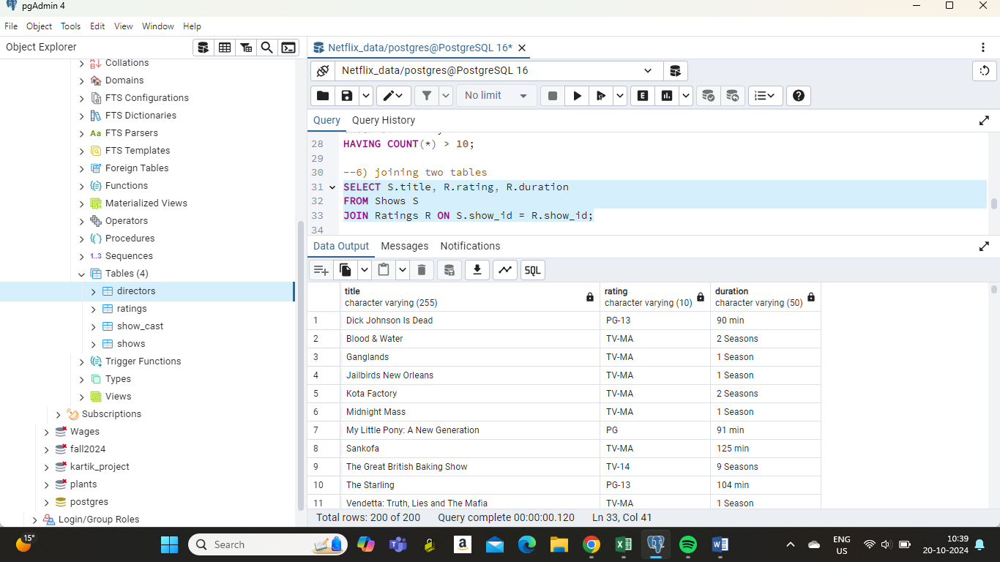 pgAdmin 4
File Object Tools Edit View Window Help
Object Explorer
Collations
Domains
FTS Configurations
FTS Dictionaries
Aa FTS Parsers
FTS Templates
Foreign Tables
Functions
Materialized Views
Operators
Procedures
1..3 Sequences
Tables (4)
directors
ratings
show_cast
shows
Trigger Functions
Types
Views
Subscriptions
Wages
fall2024
kartik_project
plants
postgres
Login/Group Roles
Netflix_data/postgres@PostgreSQL 16*
Netflix_data/postgres@PostgreSQL 16
No limit
E
Query Query History
28 HAVING COUNT(*) > 10;
29
30 --6) joining two tables
31 SELECT S.title, R.rating, R.duration
32 FROM Shows S
33 JOIN Ratings R ON S.show_id = R.show_id;
34
Data Output Messages Notifications
SQL
title rating duration
character varying (255) character varying (10) character varying (50)
1 Dick Johnson Is Dead PG-13 90 min
2 Blood & Water TV-MA 2 Seasons
3 Ganglands TV-MA 1 Season
4 Jailbirds New Orleans TV-MA 1 Season
5 Kota Factory TV-MA 2 Seasons
6 Midnight Mass TV-MA 1 Season
7 My Little Pony: A New Generation PG 91 min
8 Sankofa TV-MA 125 min
9 The Great British Baking Show TV-14 9 Seasons
10 The Starling PG-13 104 min
11 Vendetta: Truth, Lies and The Mafia TV-MA 1 Season
Total rows: 200 of 200 Query complete 00:00:00.120 Ln 33, Col 41
15°
Search
ENG
US
10:39
20-10-2024